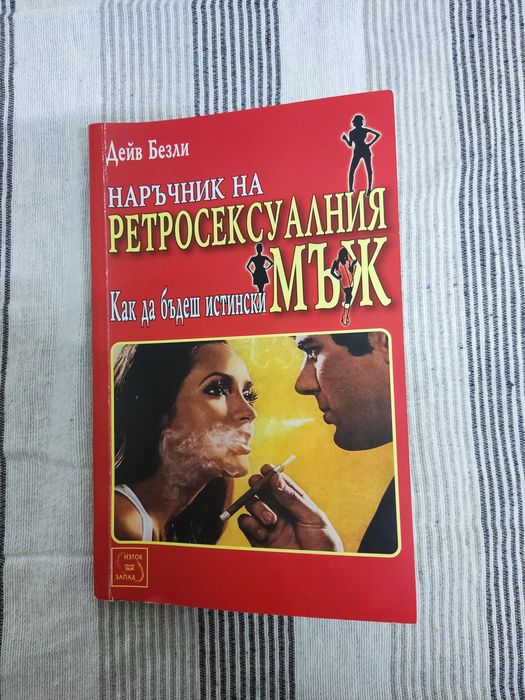 Дейв Безли
НАРЪЧНИК НА
РЕТРОСЕКСУАЛНИЯ
Как да бъдеш истински МЪЖ
ИЗТОК
ЗАПАД